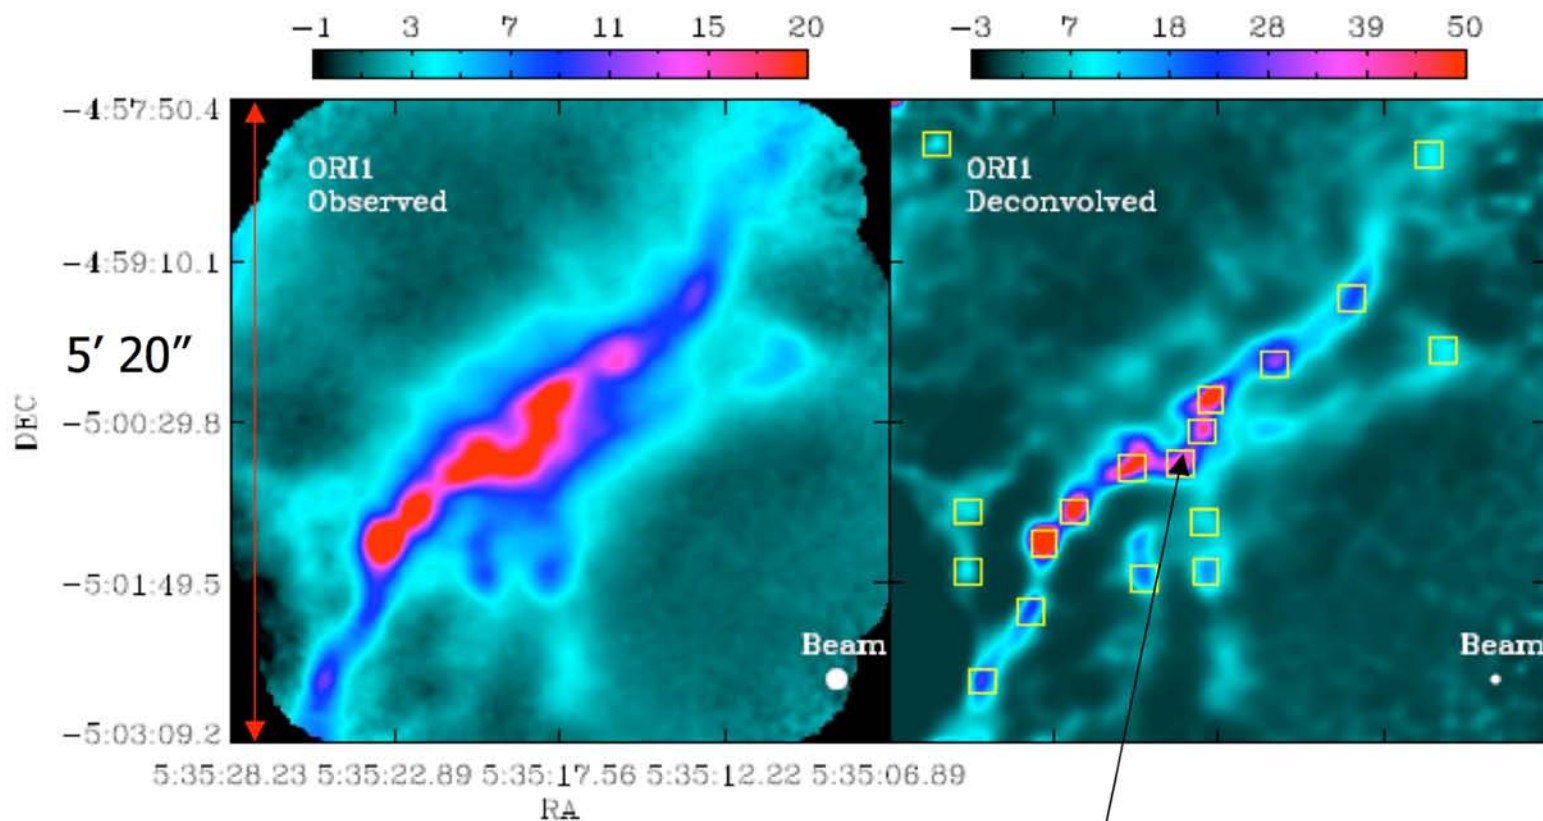 −1 3 7 11 15 20
−3 7 18 28 39 50
−4:57:50.4
ORI1
Observed
ORI1
Deconvolved
−4:59:10.1
5′ 20″
DEC
−5:00:29.8
−5:01:49.5
Beam
Beam
−5:03:09.2
5:35:28.23 5:35:22.89 5:35:17.56 5:35:12.22 5:35:06.89
RA